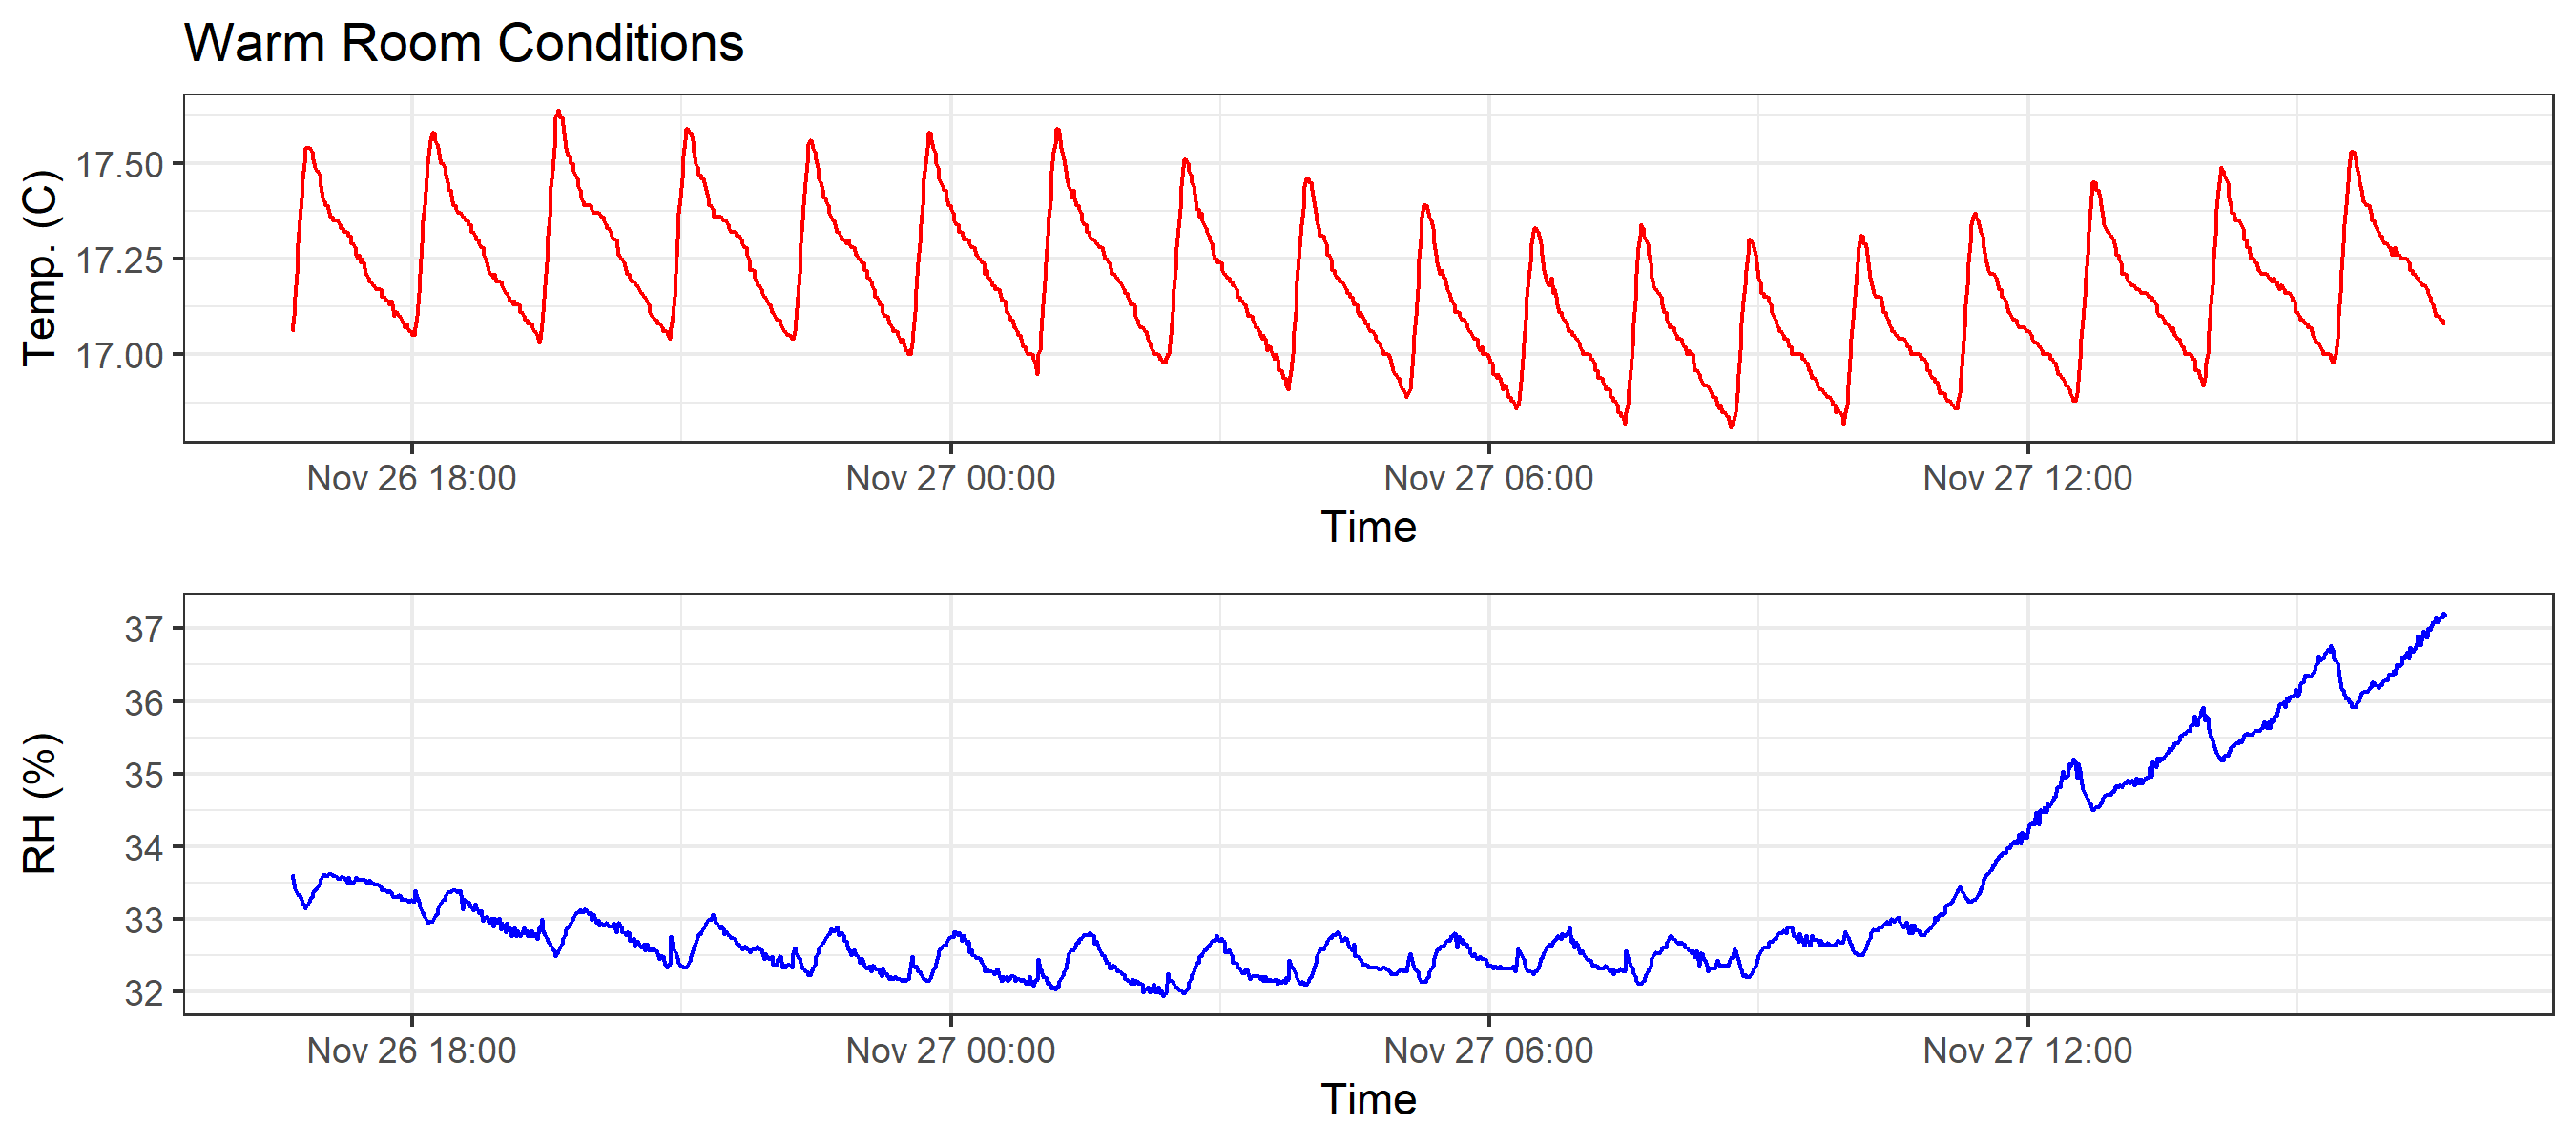 Warm Room Conditions
Temp. (C)
17.50
17.25
17.00
Nov 26 18:00 Nov 27 00:00 Nov 27 06:00 Nov 27 12:00
Time
RH (%)
37
36
35
34
33
32
Nov 26 18:00 Nov 27 00:00 Nov 27 06:00 Nov 27 12:00
Time